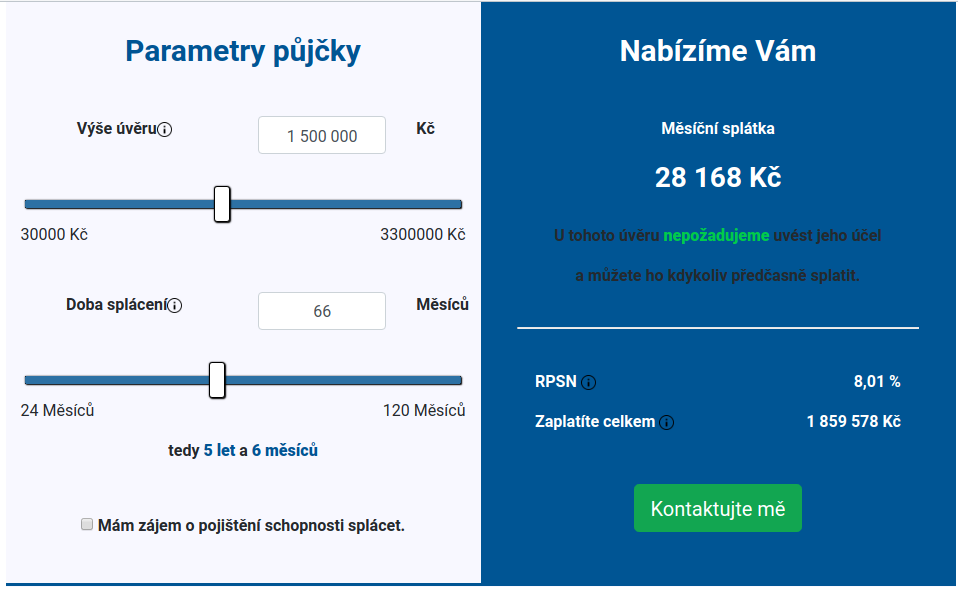 Parametry půjčky
Výše úvěru
1 500 000
Kč
30000 Kč
3300000 Kč
Doba splácení
66
Měsíců
24 Měsíců
120 Měsíců
tedy 5 let a 6 měsíců
Mám zájem o pojištění schopnosti splácet.
Nabízíme Vám
Měsíční splátka
28 168 Kč
U tohoto úvěru nepožadujeme uvést jeho účel
a můžete ho kdykoliv předčasně splatit.
RPSN
8,01 %
Zaplatíte celkem
1 859 578 Kč
Kontaktujte mě